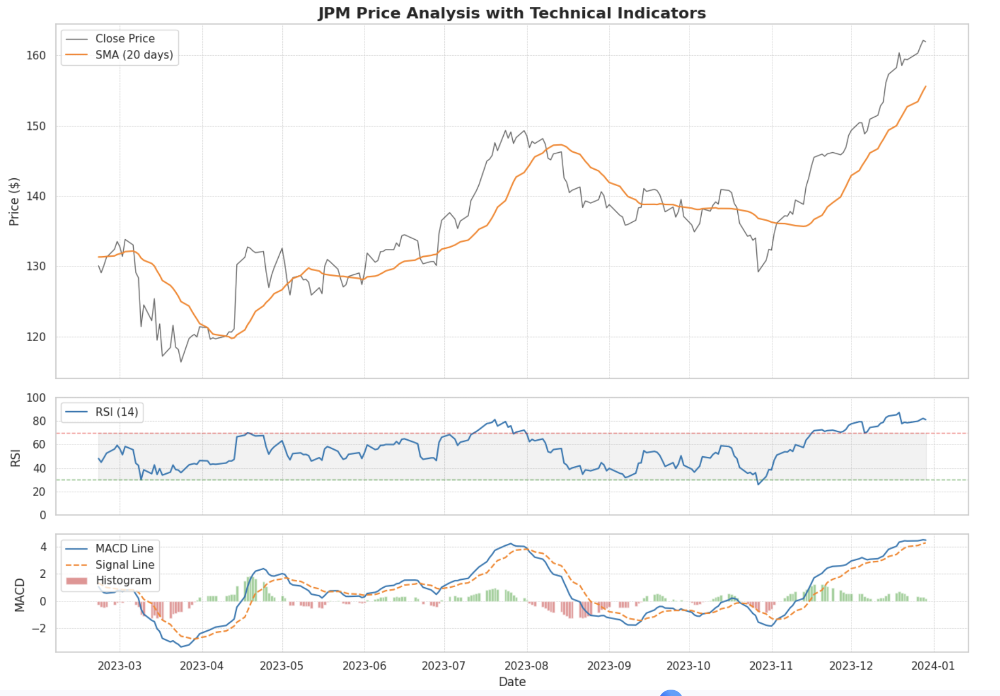 JPM Price Analysis with Technical Indicators
Close Price
SMA (20 days)
160
150
140
130
120
Price ($)
RSI (14)
100
80
60
40
20
0
RSI
MACD Line
Signal Line
Histogram
4
2
0
−2
MACD
2023-03 2023-04 2023-05 2023-06 2023-07 2023-08 2023-09 2023-10 2023-11 2023-12 2024-01
Date